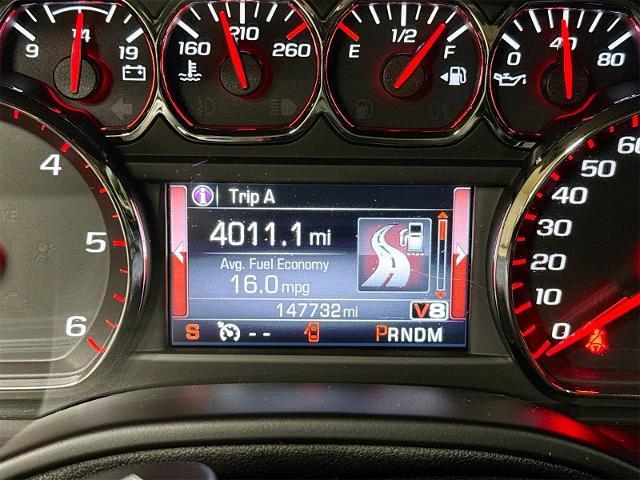 9 14 19
160 210 260
E 1/2 F
0 40 80
4
5
6
Trip A
4011.1 mi
Avg. Fuel Economy
16.0 mpg
147732 mi V8
S -- PRNDM
60
50
40
30
20
10
0